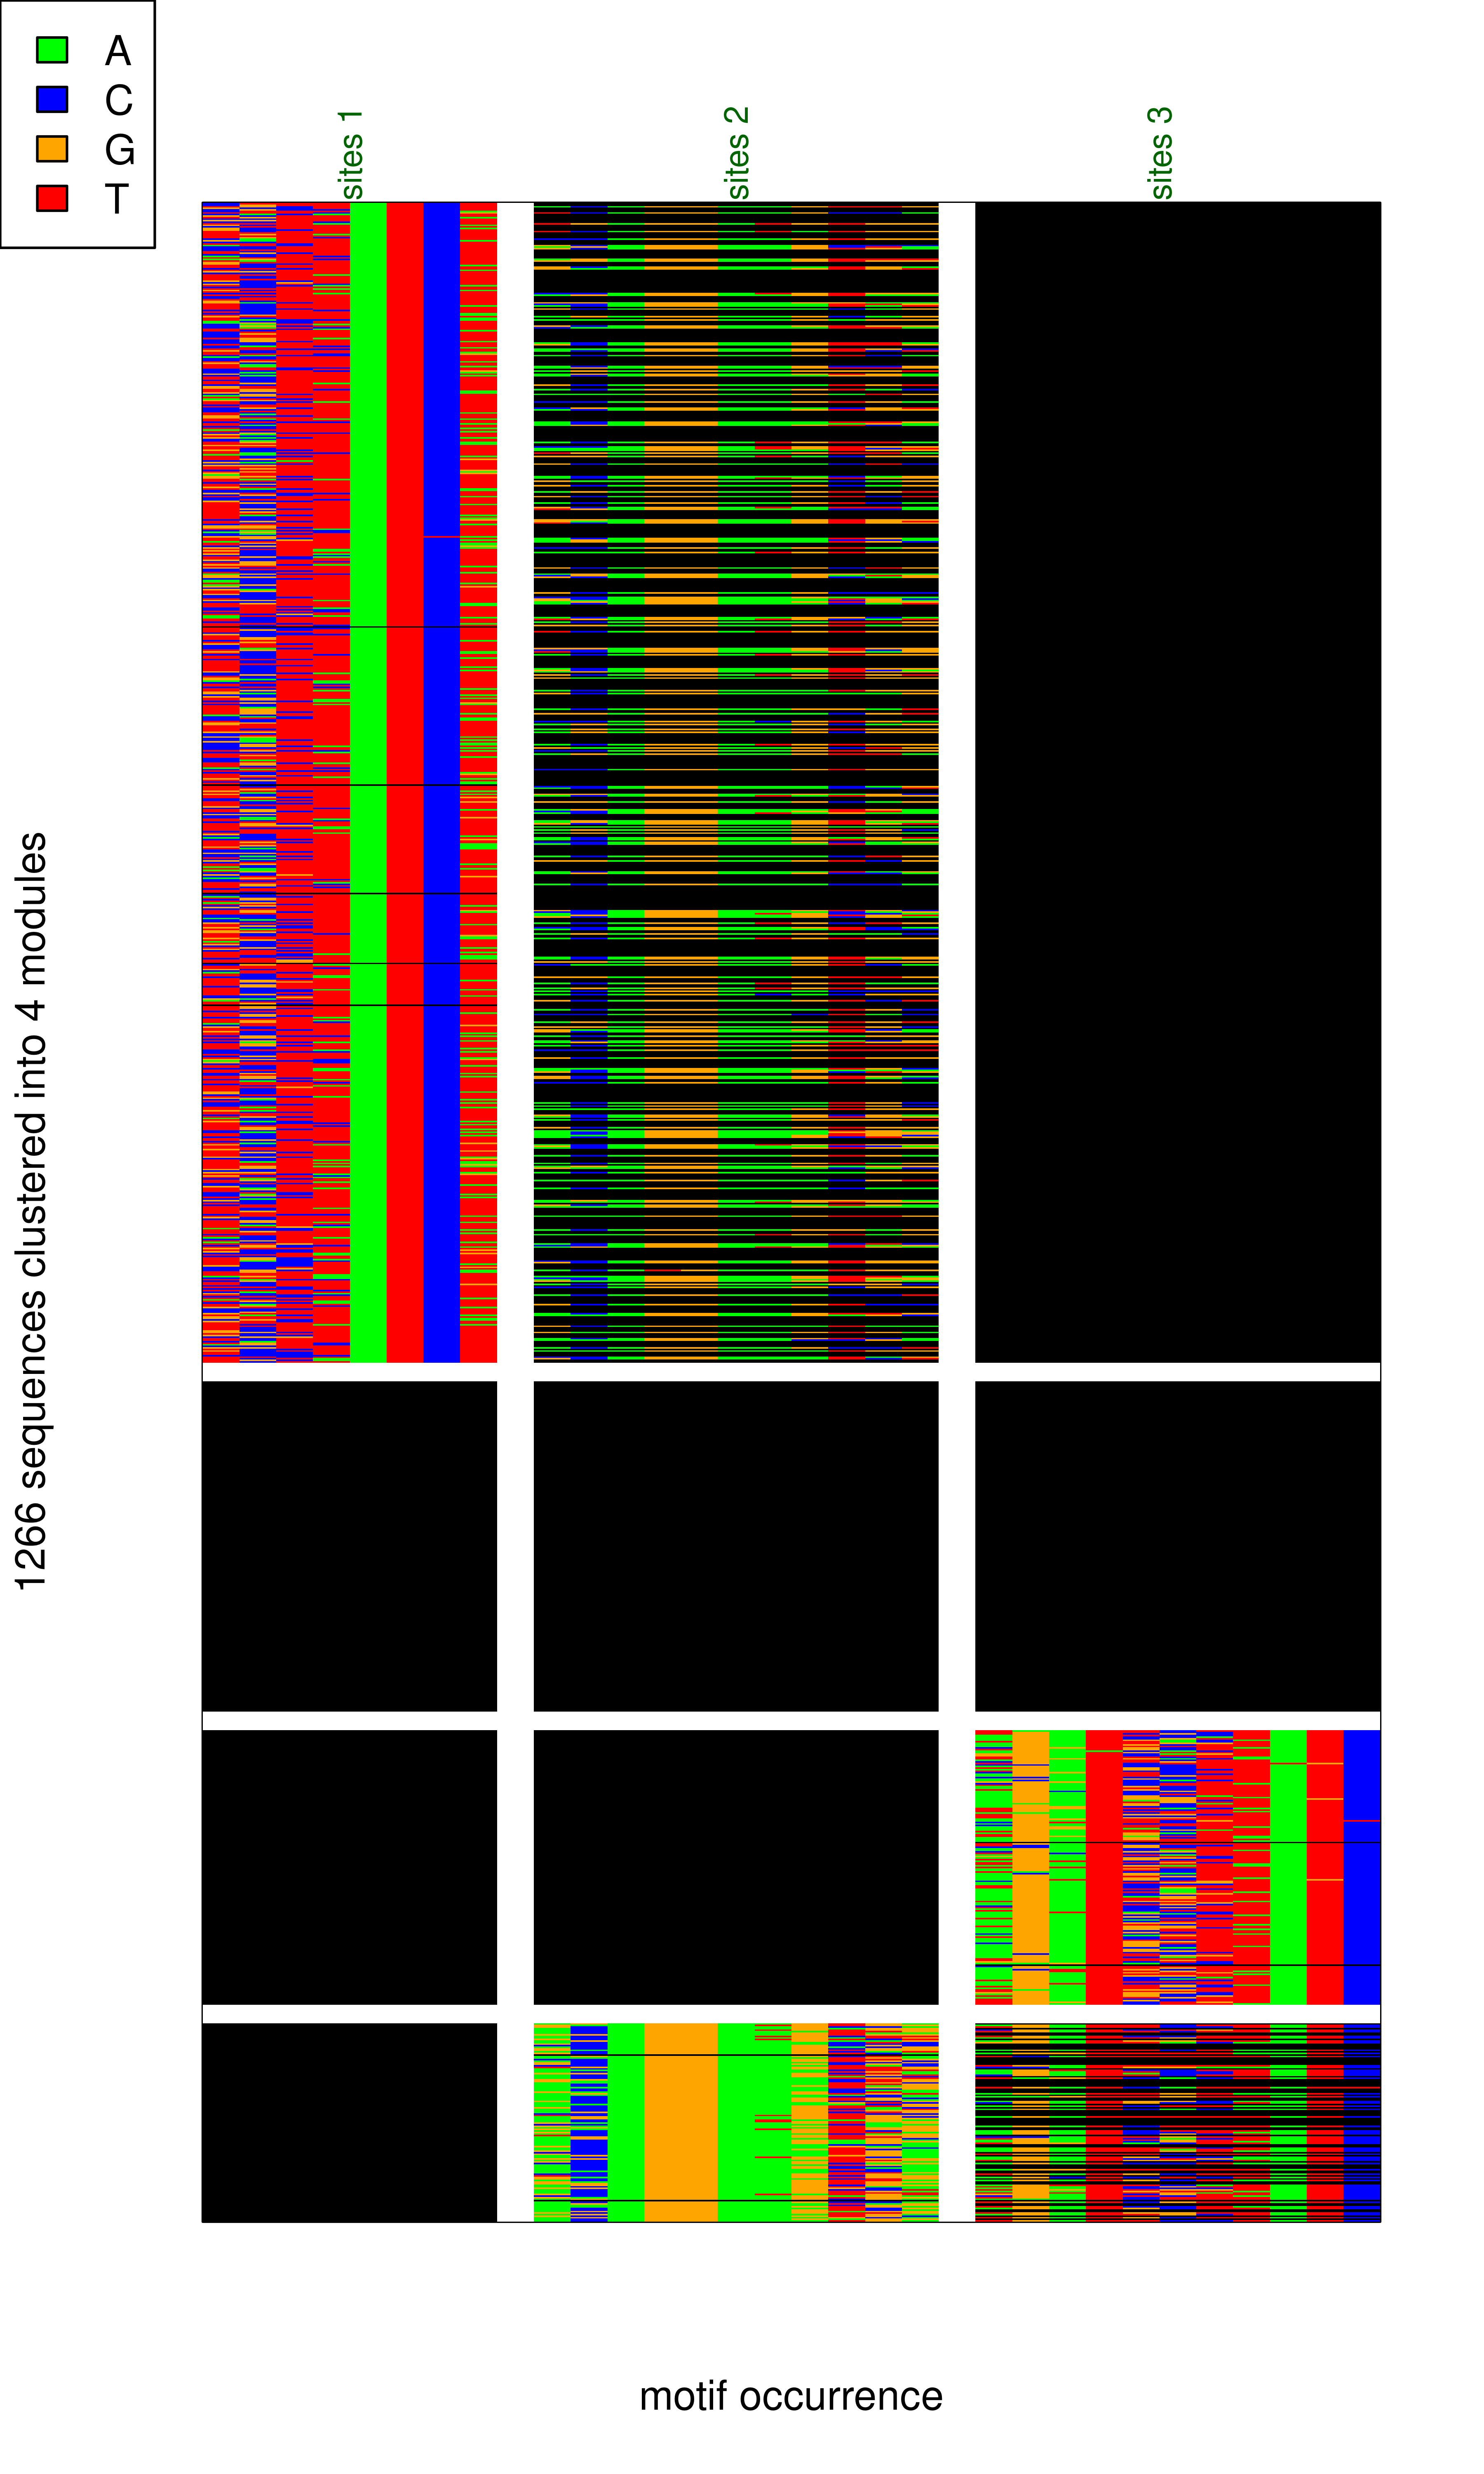 A
C
G
T
sites 1
sites 2
sites 3
1266 sequences clustered into 4 modules
motif occurrence